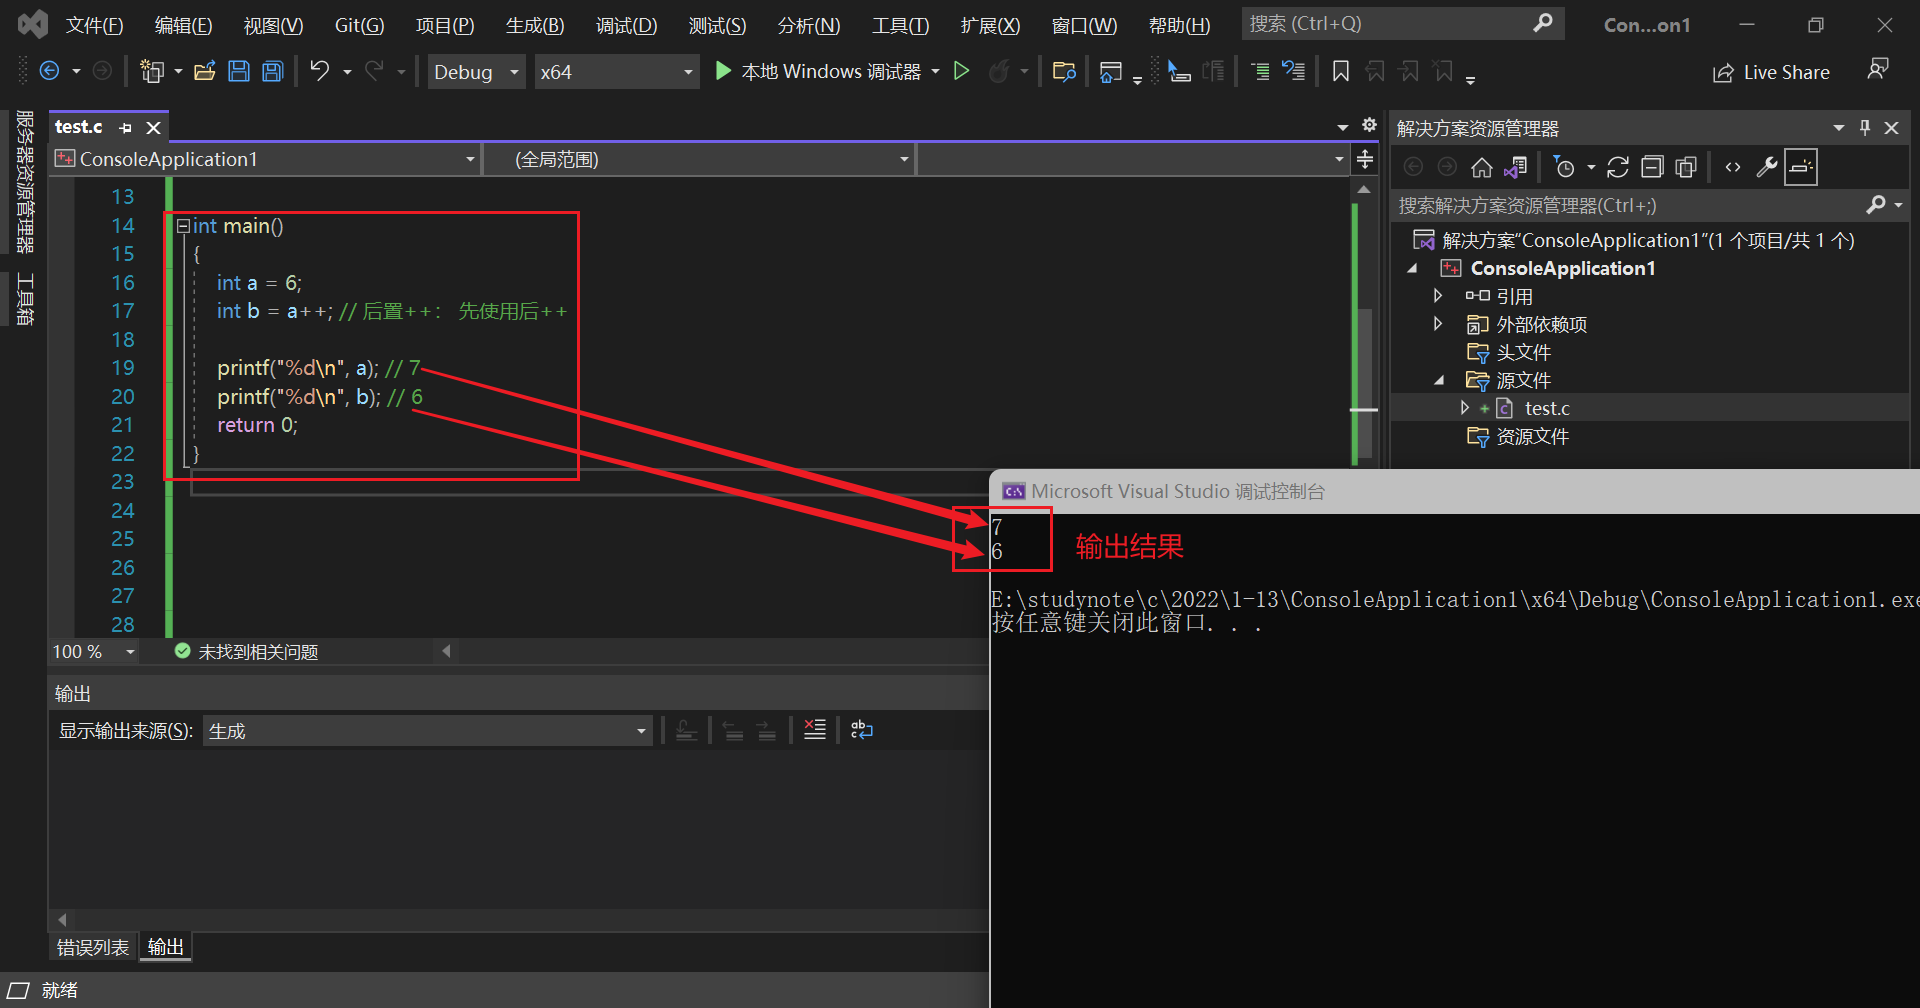 文件(F) 编辑(E) 视图(V) Git(G) 项目(P) 生成(B) 调试(D) 测试(S) 分析(N) 工具(T) 扩展(X) 窗口(W) 帮助(H) 搜索 (Ctrl+Q) Con...on1
Debug x64 本地 Windows 调试器 Live Share
服务器资源管理器
工具箱
test.c
ConsoleApplication1 (全局范围)
13
14 int main()
15 {
16 int a = 6;
17 int b = a++; // 后置++： 先使用后++
18
19 printf("%d\n", a); // 7
20 printf("%d\n", b); // 6
21 return 0;
22 }
23
24
25
26
27
28
100 % 未找到相关问题
输出
显示输出来源(S): 生成
错误列表 输出
就绪
解决方案资源管理器
搜索解决方案资源管理器(Ctrl+;)
解决方案"ConsoleApplication1"(1 个项目/共 1 个)
ConsoleApplication1
引用
外部依赖项
头文件
源文件
test.c
资源文件
Microsoft Visual Studio 调试控制台
7
6
输出结果
E:\studynote\c\2022\1-13\ConsoleApplication1\x64\Debug\ConsoleApplication1.exe
按任意键关闭此窗口. . .